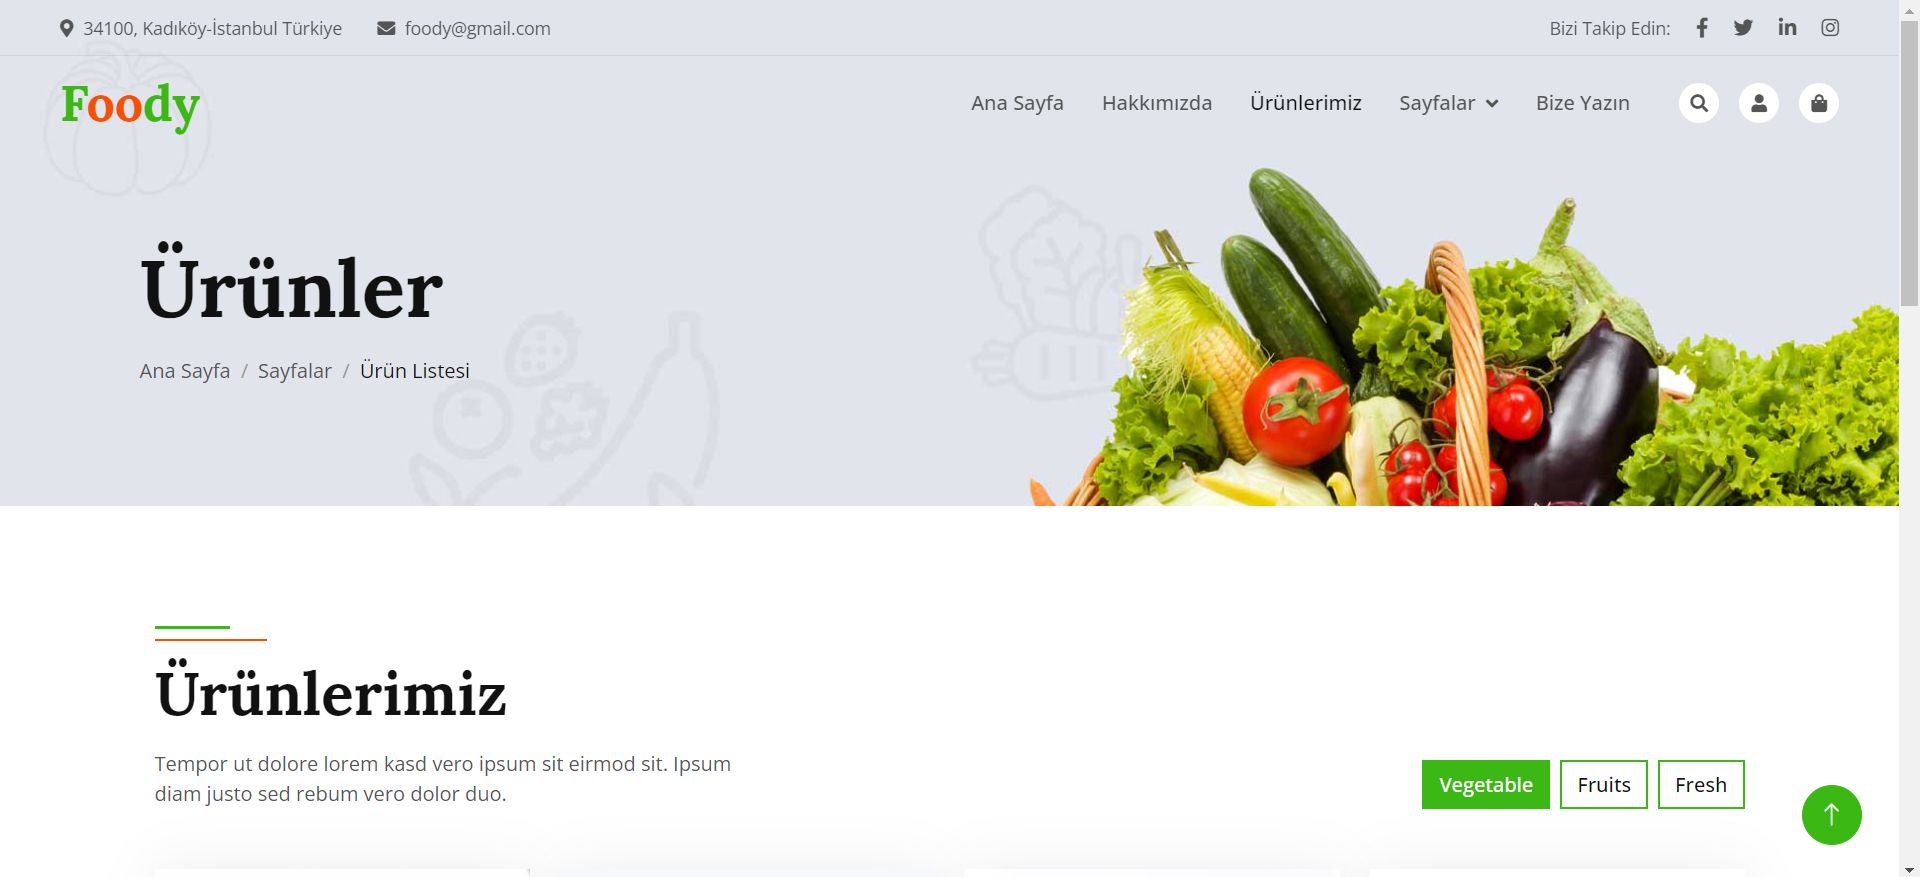 34100, Kadıköy-İstanbul Türkiye foody@gmail.com Bizi Takip Edin:
Foody Ana Sayfa Hakkımızda Ürünlerimiz Sayfalar Bize Yazın
Ürünler
Ana Sayfa / Sayfalar / Ürün Listesi
Ürünlerimiz
Tempor ut dolore lorem kasd vero ipsum sit eirmod sit. Ipsum
diam justo sed rebum vero dolor duo.
Vegetable Fruits Fresh